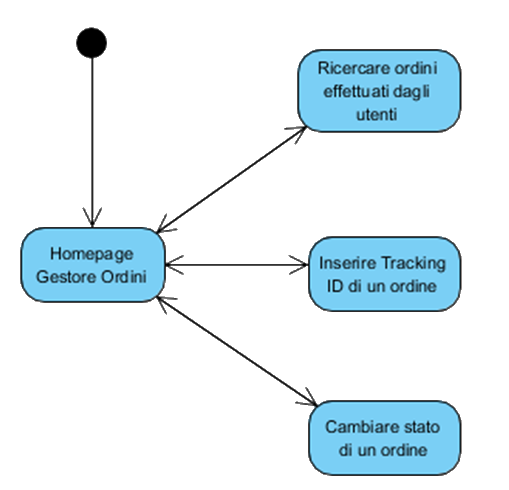 Ricercare ordini
effettuati dagli
utenti
Homepage
Gestore Ordini
Inserire Tracking
ID di un ordine
Cambiare stato
di un ordine